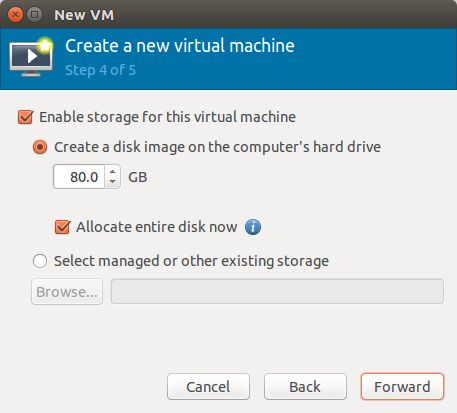 New VM
Create a new virtual machine
Step 4 of 5
Enable storage for this virtual machine
Create a disk image on the computer's hard drive
80.0 GB
Allocate entire disk now
Select managed or other existing storage
Browse...
Cancel Back Forward